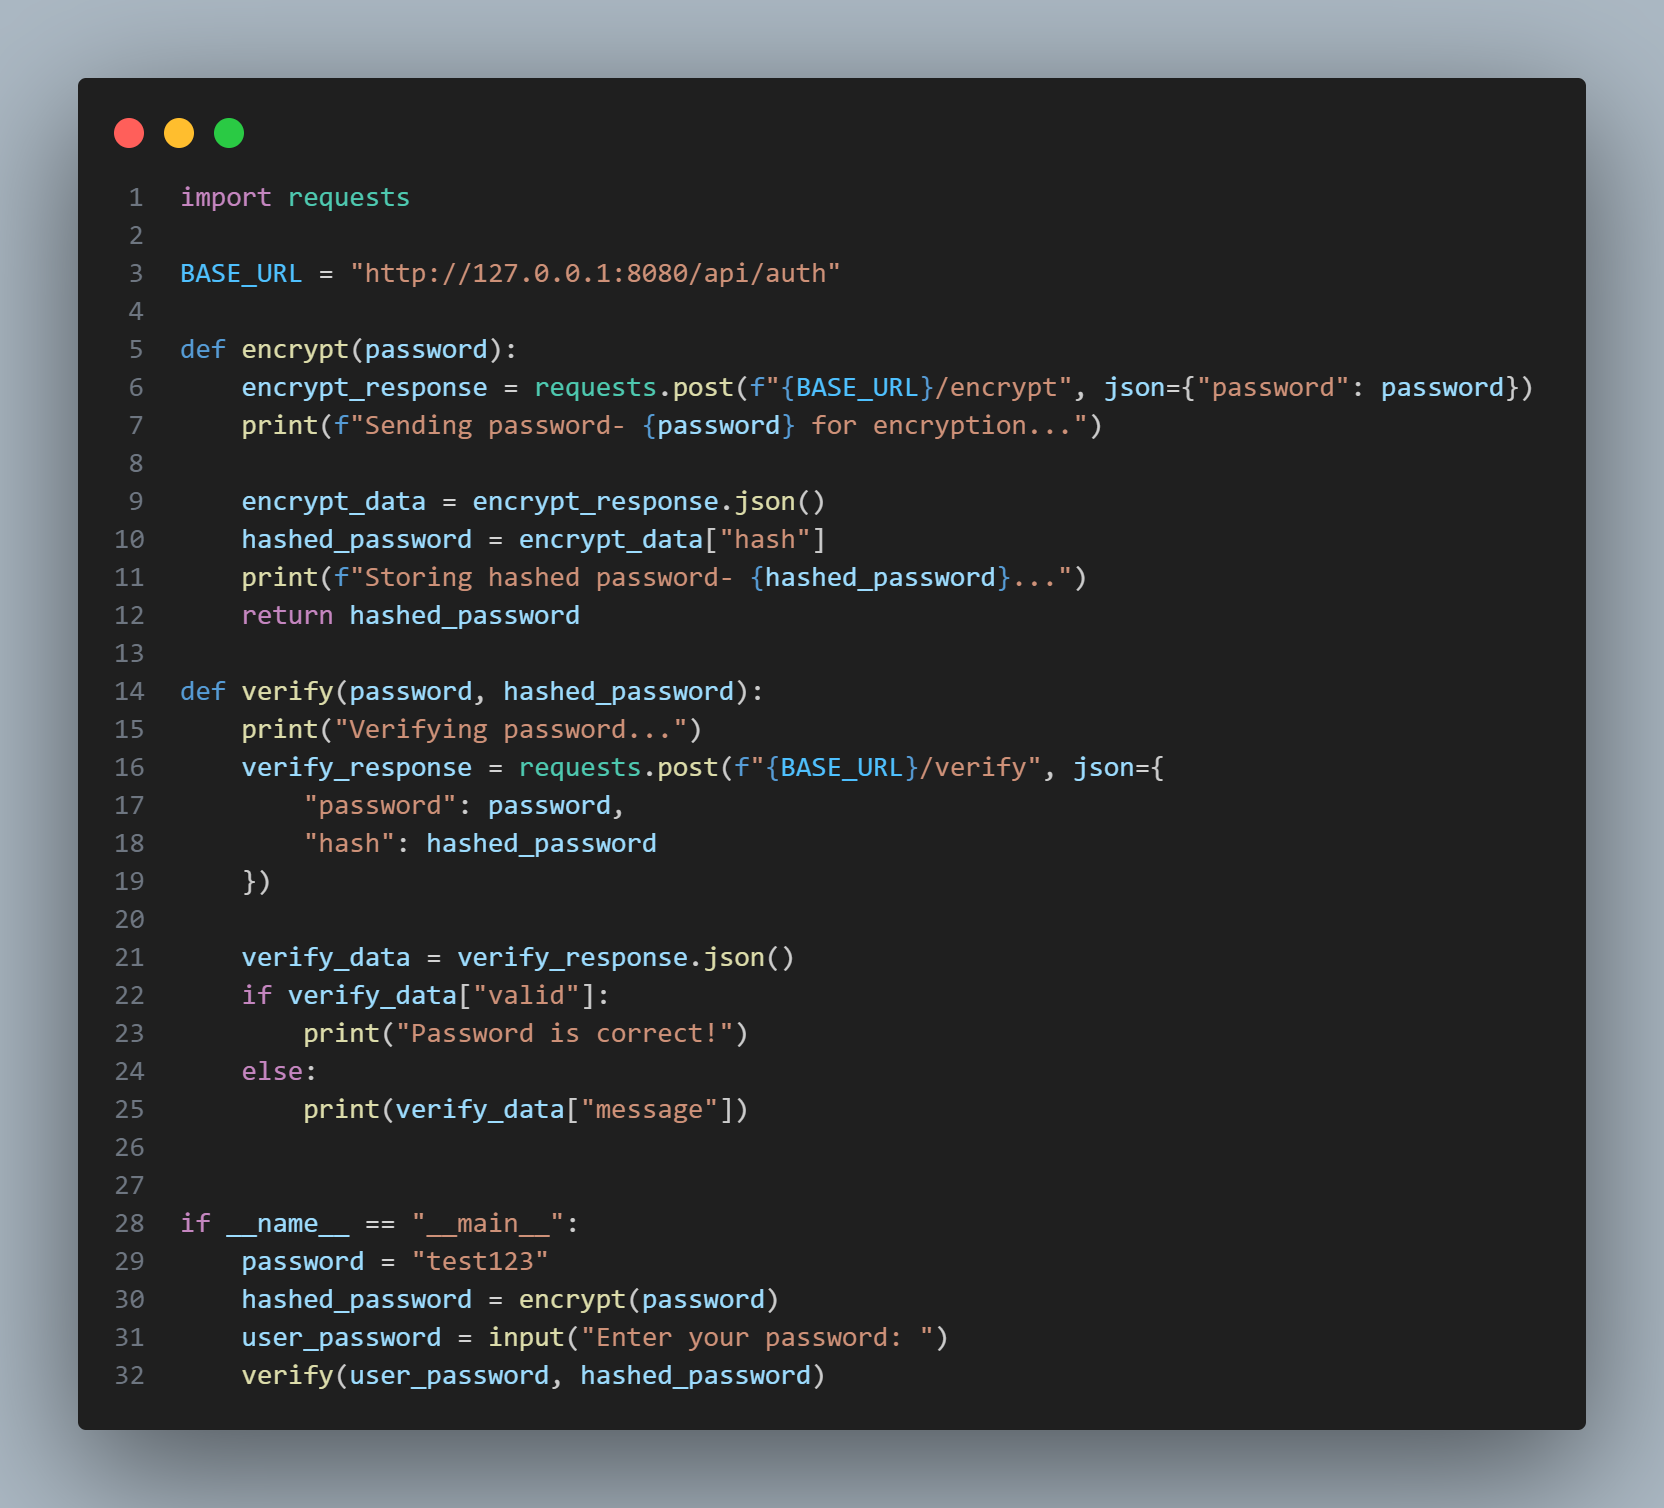 1 import requests
2
3 BASE_URL = "http://127.0.0.1:8080/api/auth"
4
5 def encrypt(password):
6     encrypt_response = requests.post(f"{BASE_URL}/encrypt", json={"password": password})
7     print(f"Sending password- {password} for encryption...")
8
9     encrypt_data = encrypt_response.json()
10     hashed_password = encrypt_data["hash"]
11     print(f"Storing hashed password- {hashed_password}...")
12     return hashed_password
13
14 def verify(password, hashed_password):
15     print("Verifying password...")
16     verify_response = requests.post(f"{BASE_URL}/verify", json={
17         "password": password,
18         "hash": hashed_password
19     })
20
21     verify_data = verify_response.json()
22     if verify_data["valid"]:
23         print("Password is correct!")
24     else:
25         print(verify_data["message"])
26
27
28 if __name__ == "__main__":
29     password = "test123"
30     hashed_password = encrypt(password)
31     user_password = input("Enter your password: ")
32     verify(user_password, hashed_password)